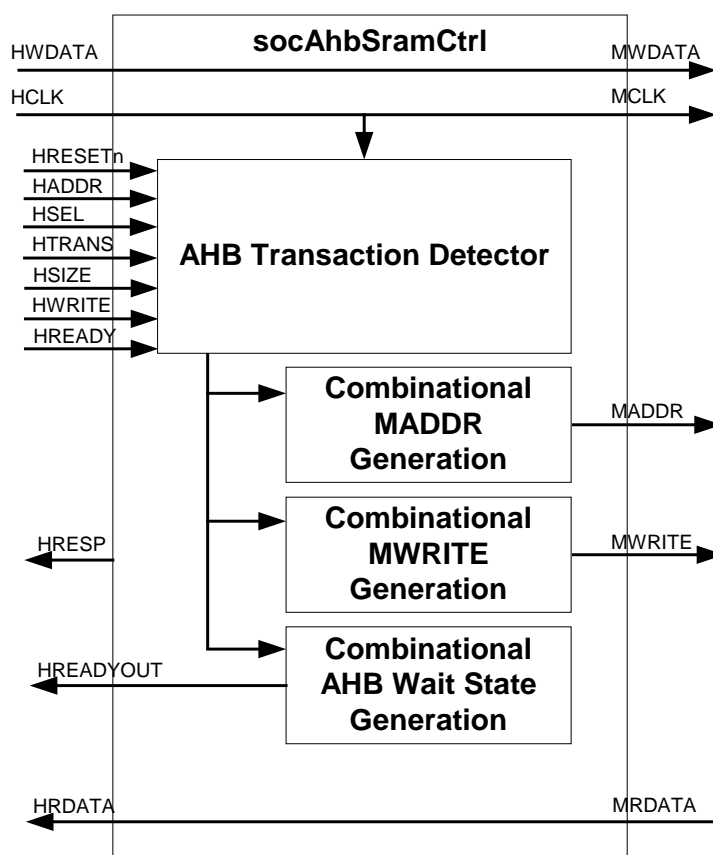 socAhbSramCtrl
HWDATA
MWDATA
HCLK
MCLK
HRESETn
HADDR
HSEL
HTRANS
HSIZE
HWRITE
HREADY
AHB Transaction Detector
Combinational
MADDR
Generation
MADDR
Combinational
MWRITE
Generation
MWRITE
HRESP
Combinational
AHB Wait State
Generation
HREADYOUT
HRDATA
MRDATA